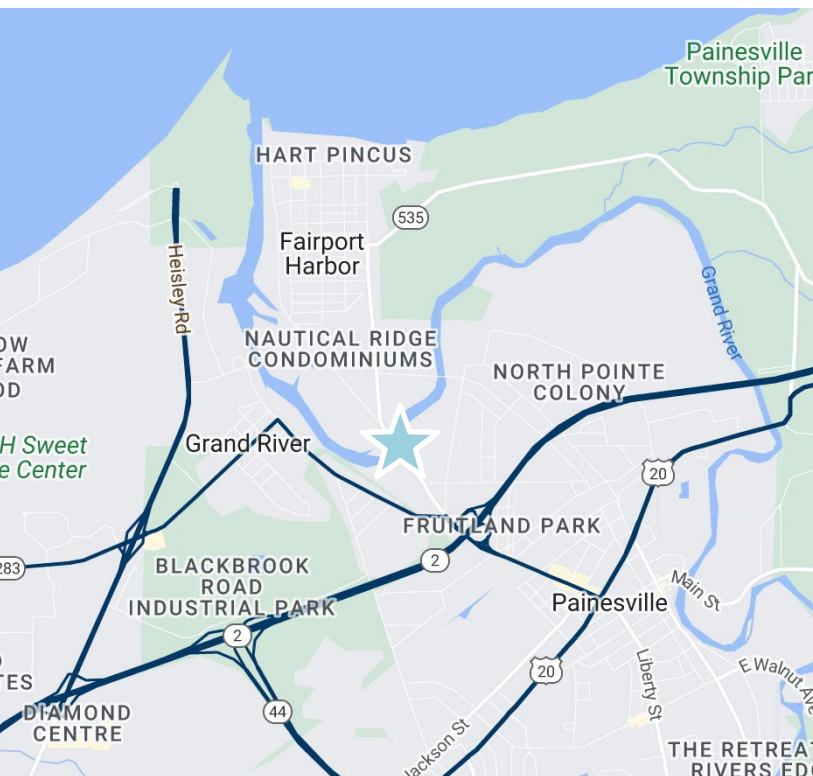 Painesville
Township Par
HART PINCUS
535
Fairport
Harbor
Heisley Rd
Grand River
OW
FARM
OD
NAUTICAL RIDGE
CONDOMINIUMS
NORTH POINTE
COLONY
H Sweet
e Center
Grand River
20
FRUITLAND PARK
2
283
BLACKBROOK
ROAD
INDUSTRIAL PARK
Main St
Painesville
2
TES
20
Liberty St
E Walnut Ave
DIAMOND
CENTRE
44
Jackson St
THE RETREAT
RIVERS EDG